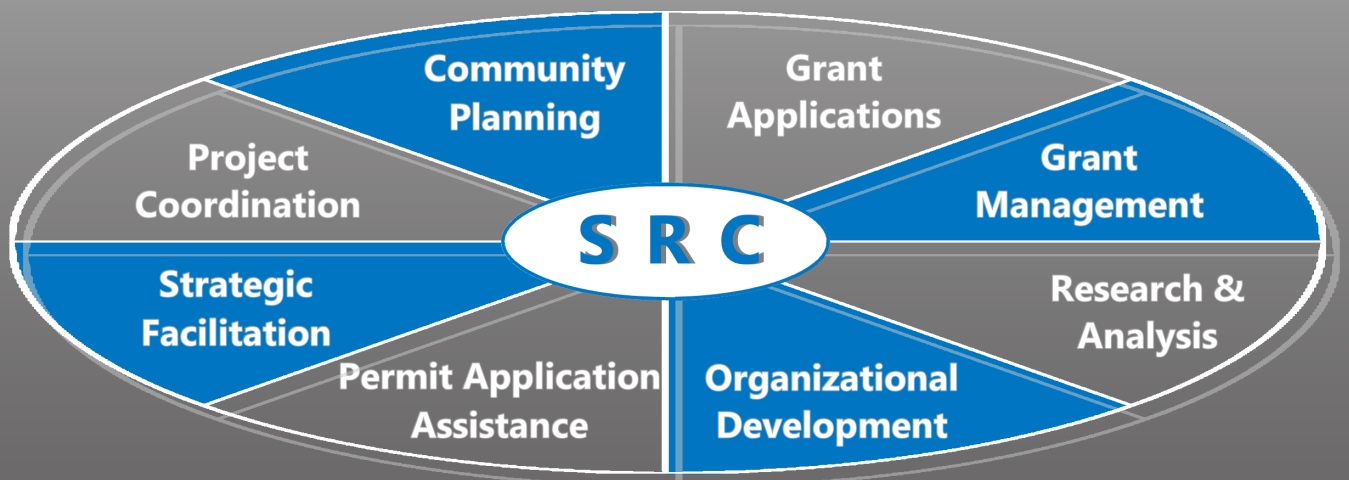 Community
Planning
Grant
Applications
Project
Coordination
Grant
Management
S R C
Strategic
Facilitation
Research &
Analysis
Permit Application
Assistance
Organizational
Development